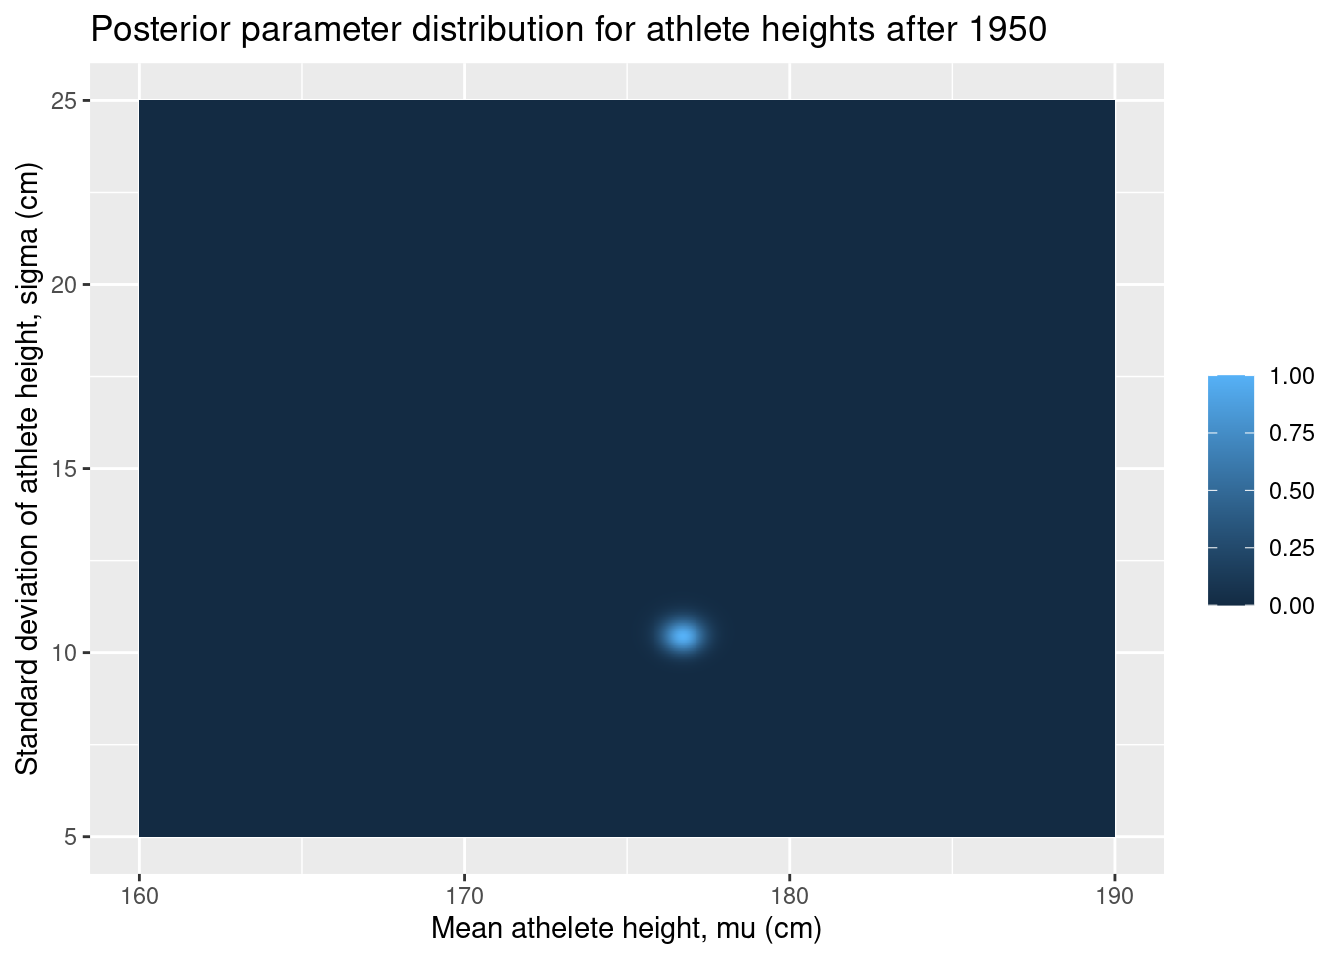 Posterior parameter distribution for athlete heights after 1950
Standard deviation of athlete height, sigma (cm)
25
20
15
10
5
160 170 180 190
Mean athelete height, mu (cm)
1.00
0.75
0.50
0.25
0.00